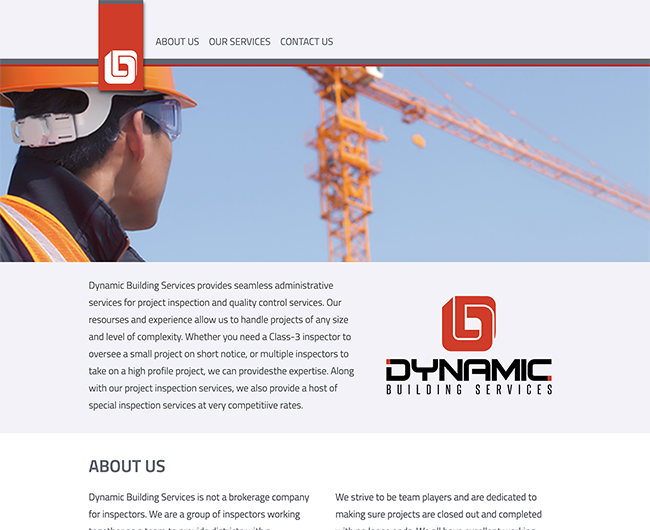 ABOUT US OUR SERVICES CONTACT US
Dynamic Building Services provides seamless administrative
services for project inspection and quality control services. Our
resourses and experience allow us to handle projects of any size
and level of complexity. Whether you need a Class-3 inspector to
oversee a small project on short notice, or multiple inspectors to
take on a high profile project, we can providesthe expertise. Along
with our project inspection services, we also provide a host of
special inspection services at very competitiive rates.
DYNAMIC
BUILDING SERVICES
ABOUT US
Dynamic Building Services is not a brokerage company
for inspectors. We are a group of inspectors working
We strive to be team players and are dedicated to
making sure projects are closed out and completed